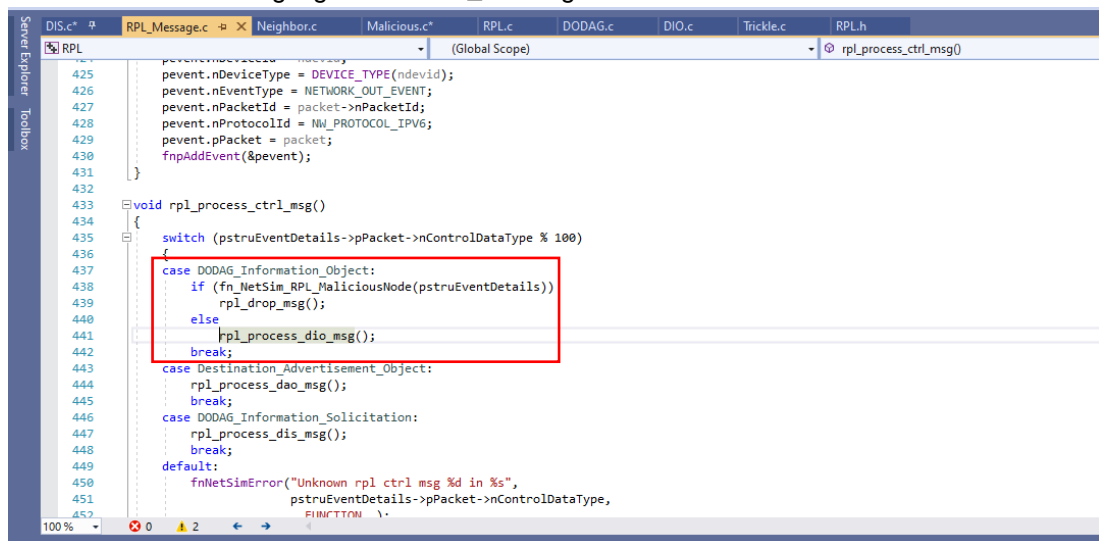 DIS.c*
RPL_Message.c
Neighbor.c
Malicious.c*
RPL.c
DODAG.c
DIO.c
Trickle.c
RPL.h
Server Explorer
Toolbox
RPL
(Global Scope)
rpl_process_ctrl_msg()
425 pevent.nDeviceType = DEVICE_TYPE(ndevid);
426 pevent.nEventType = NETWORK_OUT_EVENT;
427 pevent.nPacketId = packet->nPacketId;
428 pevent.nProtocolId = NW_PROTOCOL_IPV6;
429 pevent.pPacket = packet;
430 fnpAddEvent(&pevent);
431 }
432
433 void rpl_process_ctrl_msg()
434 {
435 switch (pstruEventDetails->pPacket->nControlDataType % 100)
436 {
437 case DODAG_Information_Object:
438 if (fn_NetSim_RPL_MaliciousNode(pstruEventDetails))
439 rpl_drop_msg();
440 else
441 rpl_process_dio_msg();
442 break;
443 case Destination_Advertisement_Object:
444 rpl_process_dao_msg();
445 break;
446 case DODAG_Information_Solicitation:
447 rpl_process_dis_msg();
448 break;
449 default:
450 fnNetSimError("Unknown rpl ctrl msg %d in %s",
451 pstruEventDetails->pPacket->nControlDataType,
452
100 %
0
2